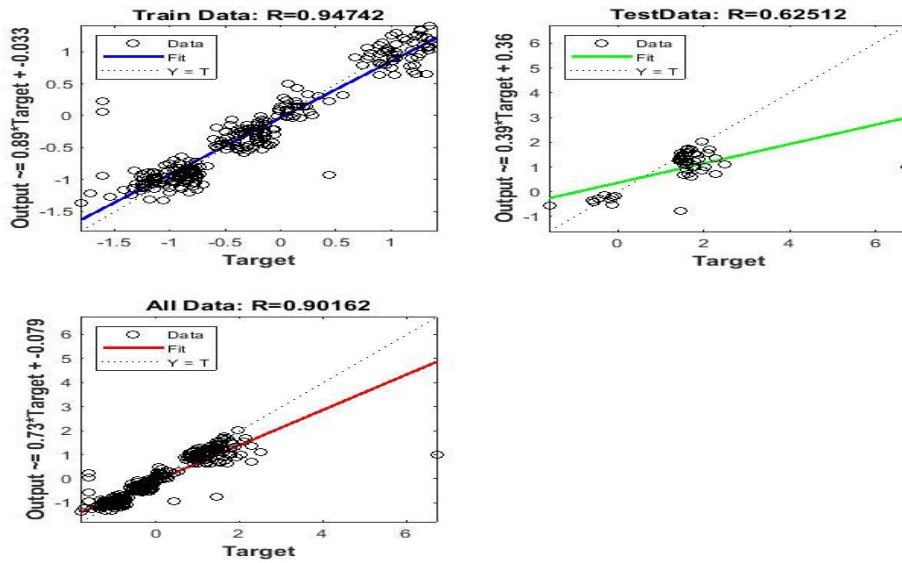 Train Data: R=0.94742
Output ~= 0.89*Target + -0.033
1
0.5
0
-0.5
-1
-1.5
Data
Fit
Y = T
-1.5
-1
-0.5
0
0.5
1
Target
TestData: R=0.62512
Output ~= 0.39*Target + 0.36
6
5
4
3
2
1
0
-1
Data
Fit
Y = T
0
2
4
6
Target
All Data: R=0.90162
Output ~= 0.73*Target + -0.079
6
5
4
3
2
1
0
-1
Data
Fit
Y = T
0
2
4
6
Target